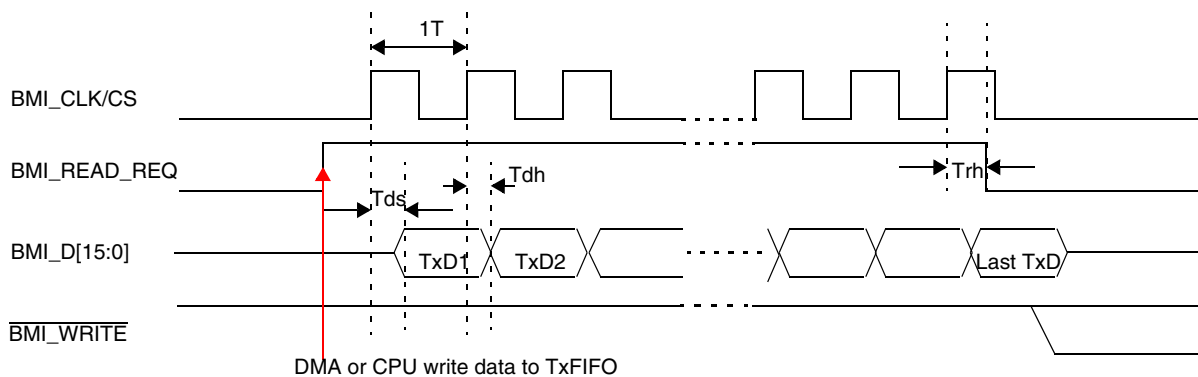 1T
BMI_CLK/CS
BMI_READ_REQ
Trh
Tdh
Tds
BMI_D[15:0]
TxD1
TxD2
Last TxD
BMI_WRITE
DMA or CPU write data to TxFIFO